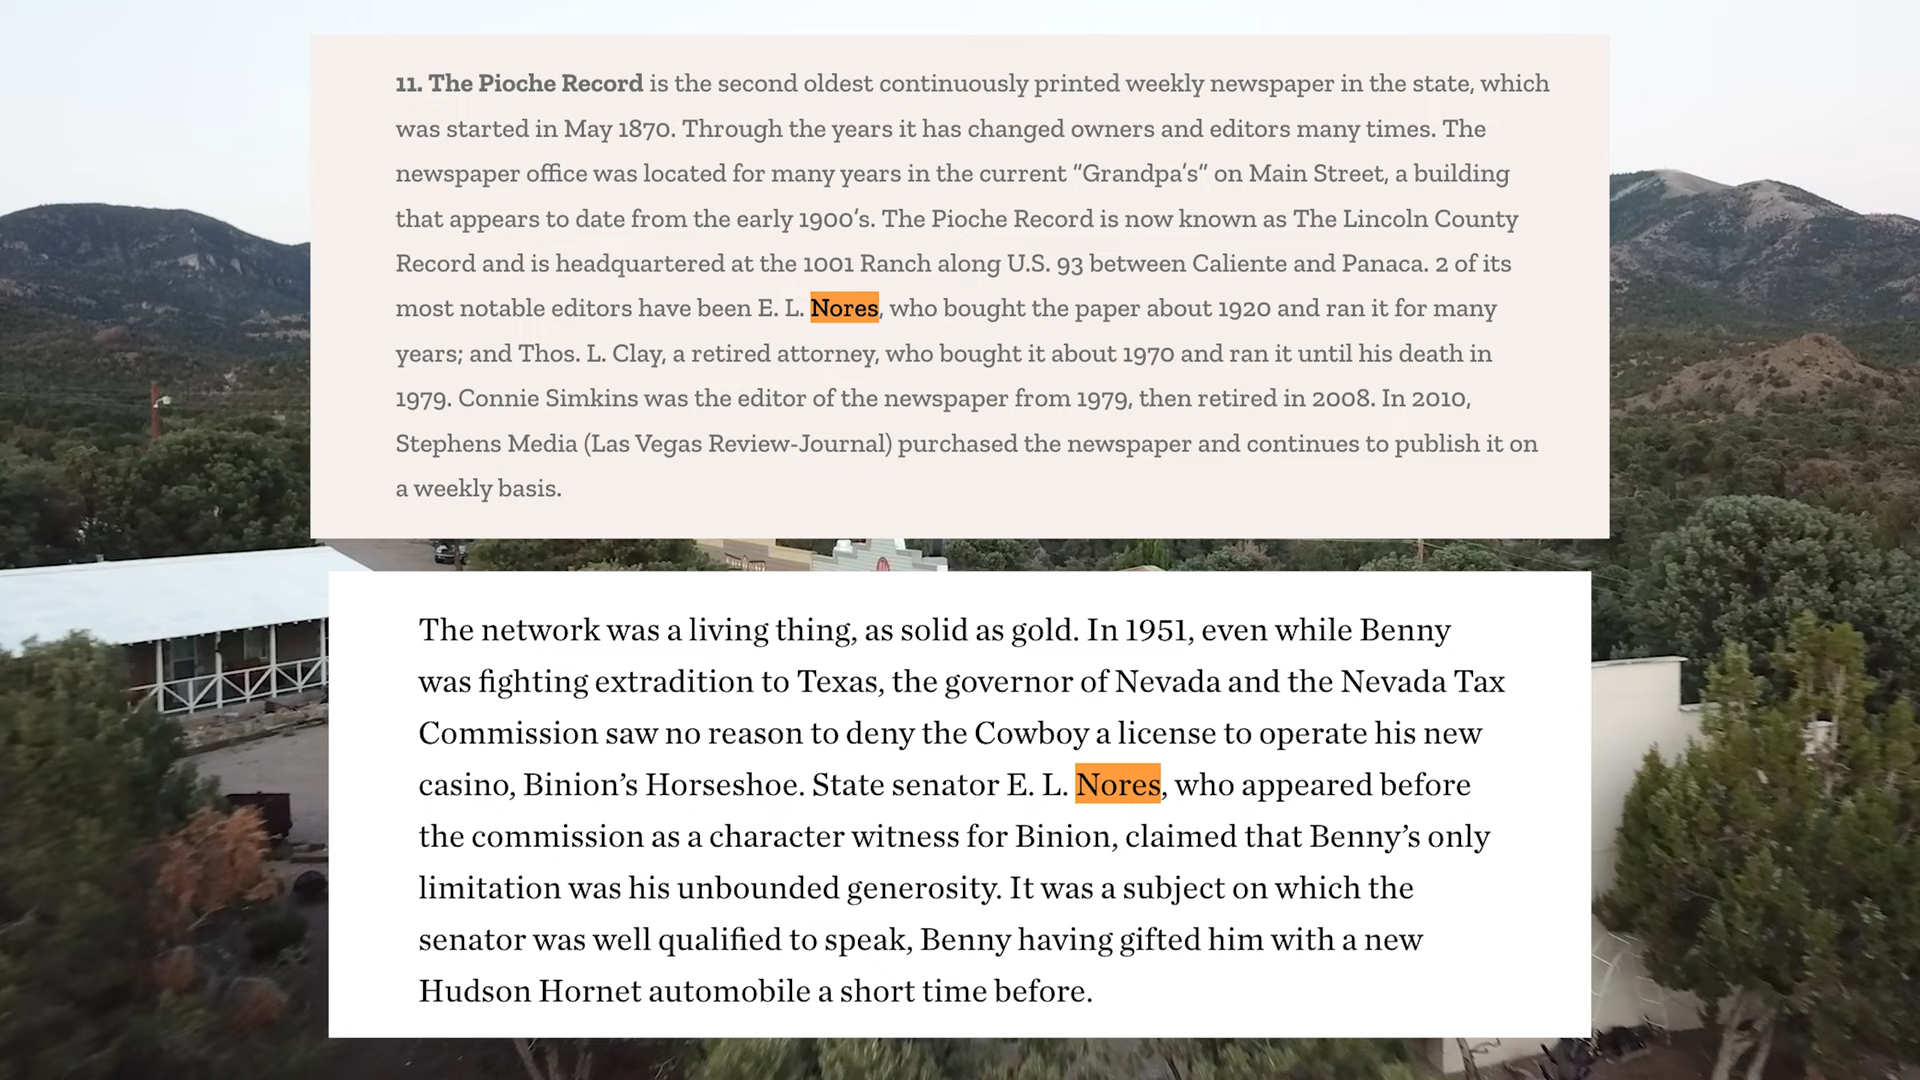 11. The Pioche Record is the second oldest continuously printed weekly newspaper in the state, which
was started in May 1870. Through the years it has changed owners and editors many times. The
newspaper office was located for many years in the current "Grandpa's" on Main Street, a building
that appears to date from the early 1900's. The Pioche Record is now known as The Lincoln County
Record and is headquartered at the 1001 Ranch along U.S. 93 between Caliente and Panaca. 2 of its
most notable editors have been E. L. Nores, who bought the paper about 1920 and ran it for many
years; and Thos. L. Clay, a retired attorney, who bought it about 1970 and ran it until his death in
1979. Connie Simkins was the editor of the newspaper from 1979, then retired in 2008. In 2010,
Stephens Media (Las Vegas Review-Journal) purchased the newspaper and continues to publish it on
a weekly basis.
The network was a living thing, as solid as gold. In 1951, even while Benny
was fighting extradition to Texas, the governor of Nevada and the Nevada Tax
Commission saw no reason to deny the Cowboy a license to operate his new
casino, Binion’s Horseshoe. State senator E. L. Nores, who appeared before
the commission as a character witness for Binion, claimed that Benny’s only
limitation was his unbounded generosity. It was a subject on which the
senator was well qualified to speak, Benny having gifted him with a new
Hudson Hornet automobile a short time before.